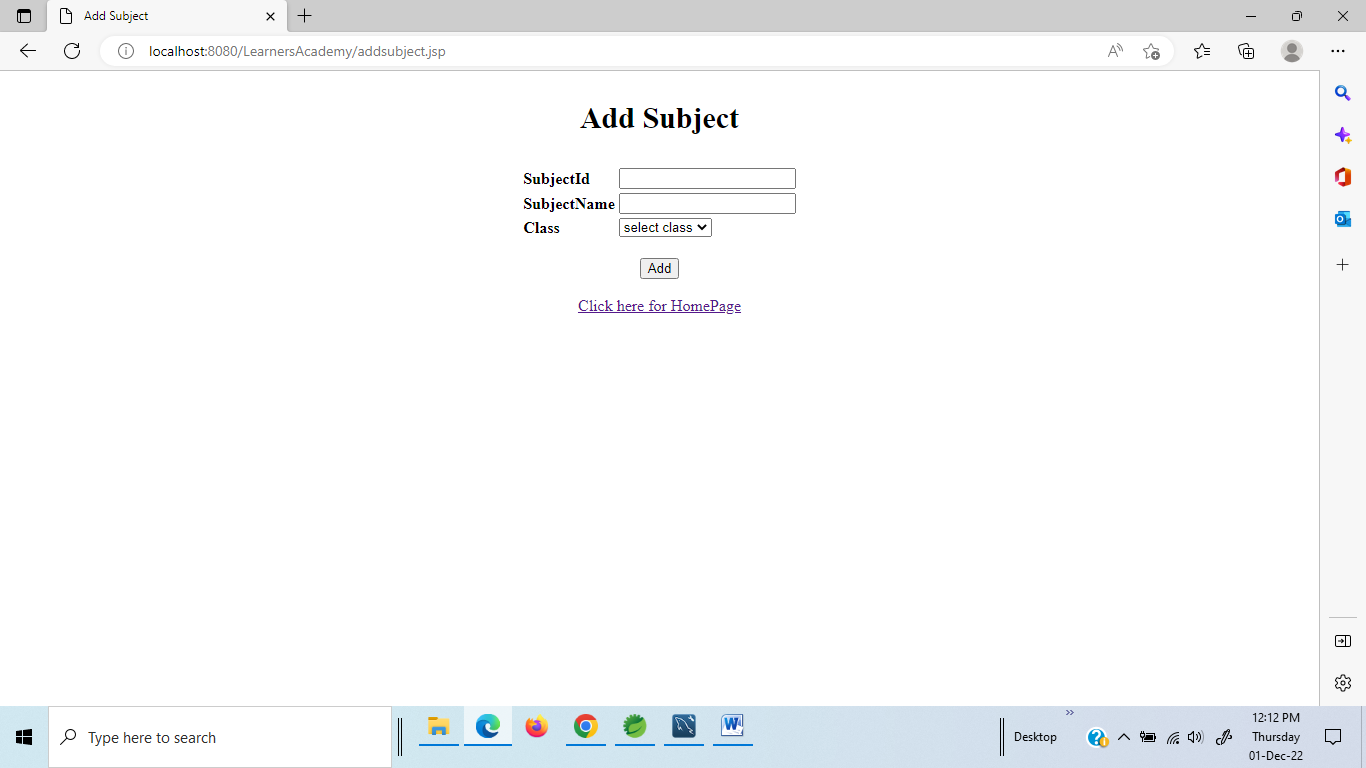 Add Subject
localhost:8080/LearnersAcademy/addsubject.jsp
Add Subject
SubjectId
SubjectName
Class select class
Add
Click here for HomePage
Type here to search
Desktop
12:12 PM
Thursday
01-Dec-22